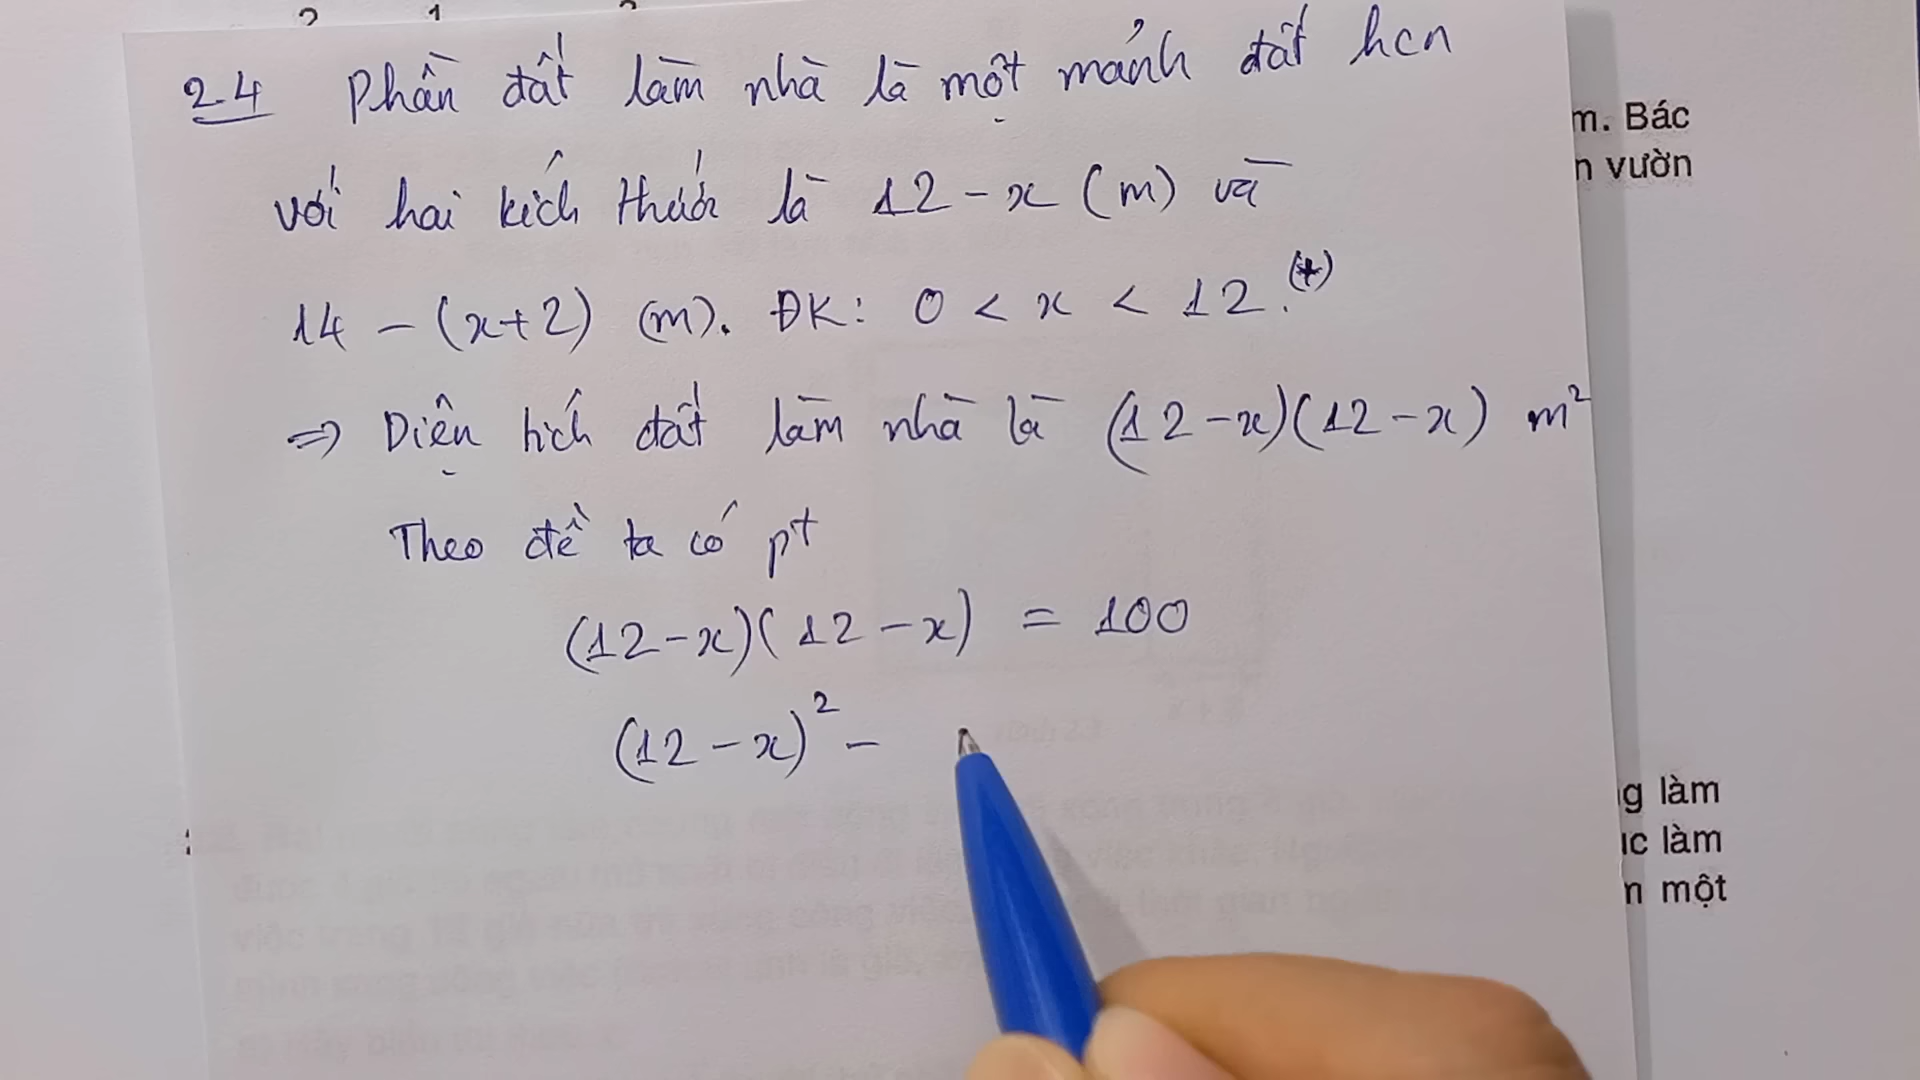 2.4 Phần đất làm nhà là một mảnh đất hcn
m. Bác
với hai kích thước là 12 - x (m) và
n vườn
14 - (x+2) (m). ĐK: 0 < x < 12. (*)
=> Diện tích đất làm nhà là (12-x)(12-x) m²
Theo đề ta có pt
(12-x)(12-x) = 100
(12-x)² -
g làm
ục làm
n một